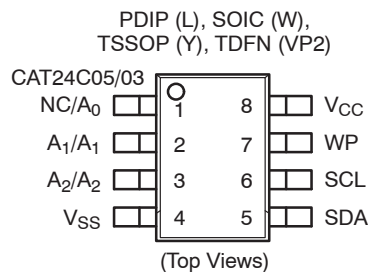 PDIP (L), SOIC (W),
TSSOP (Y), TDFN (VP2)
CAT24C05/03
NC/A0 1 8 VCC
A1/A1 2 7 WP
A2/A2 3 6 SCL
VSS 4 5 SDA
(Top Views)